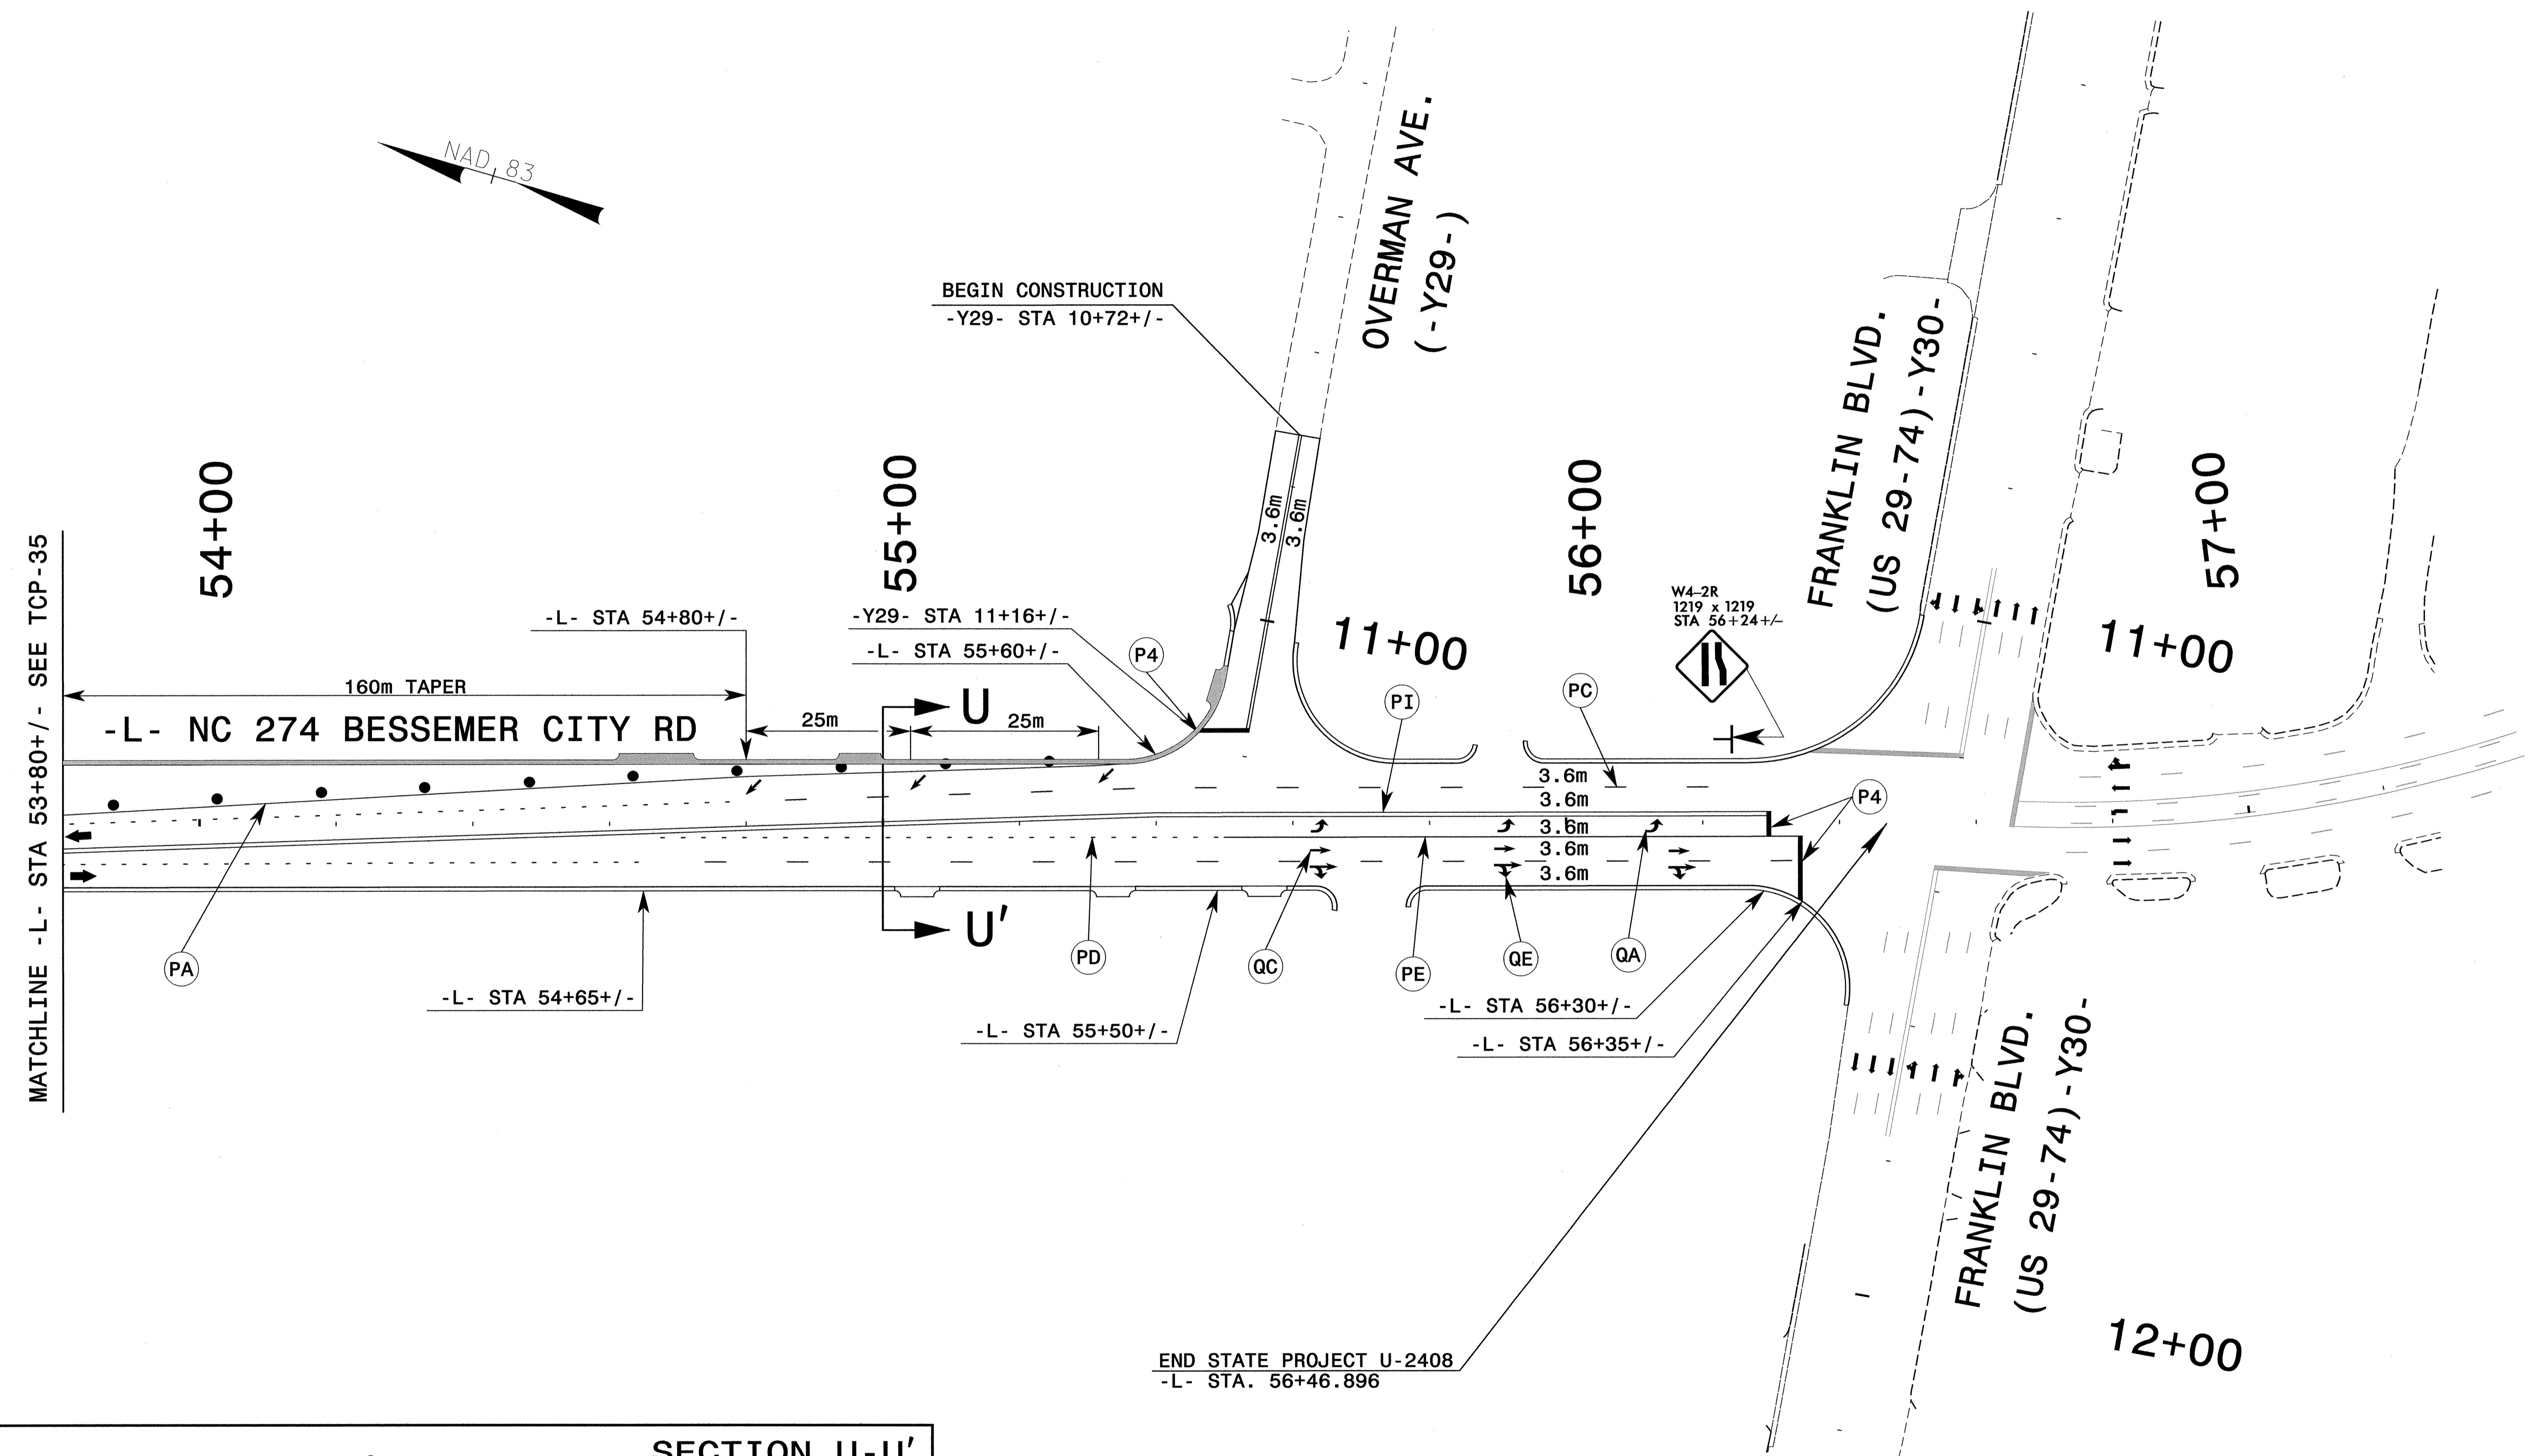 NAD 83
BEGIN CONSTRUCTION
-Y29- STA 10+72+/-
OVERMAN AVE.
(-Y29-)
FRANKLIN BLVD.
(US 29-74)-Y30-
54+00
55+00
56+00
57+00
MATCHLINE -L- STA 53+80+/- SEE TCP-35
3.6m
3.6m
W4-2R
1219 x 1219
STA 56+24+/-
-L- STA 54+80+/-
-Y29- STA 11+16+/-
-L- STA 55+60+/-
P4
11+00
11+00
160m TAPER
-L- NC 274 BESSEMER CITY RD
25m
U
25m
PI
PC
3.6m
3.6m
3.6m
3.6m
3.6m
P4
U'
PA
PD
QC
PE
QE
QA
-L- STA 54+65+/-
-L- STA 55+50+/-
-L- STA 56+30+/-
-L- STA 56+35+/-
FRANKLIN BLVD.
(US 29-74)-Y30-
12+00
END STATE PROJECT U-2408
-L- STA. 56+46.896
SECTION U-U'